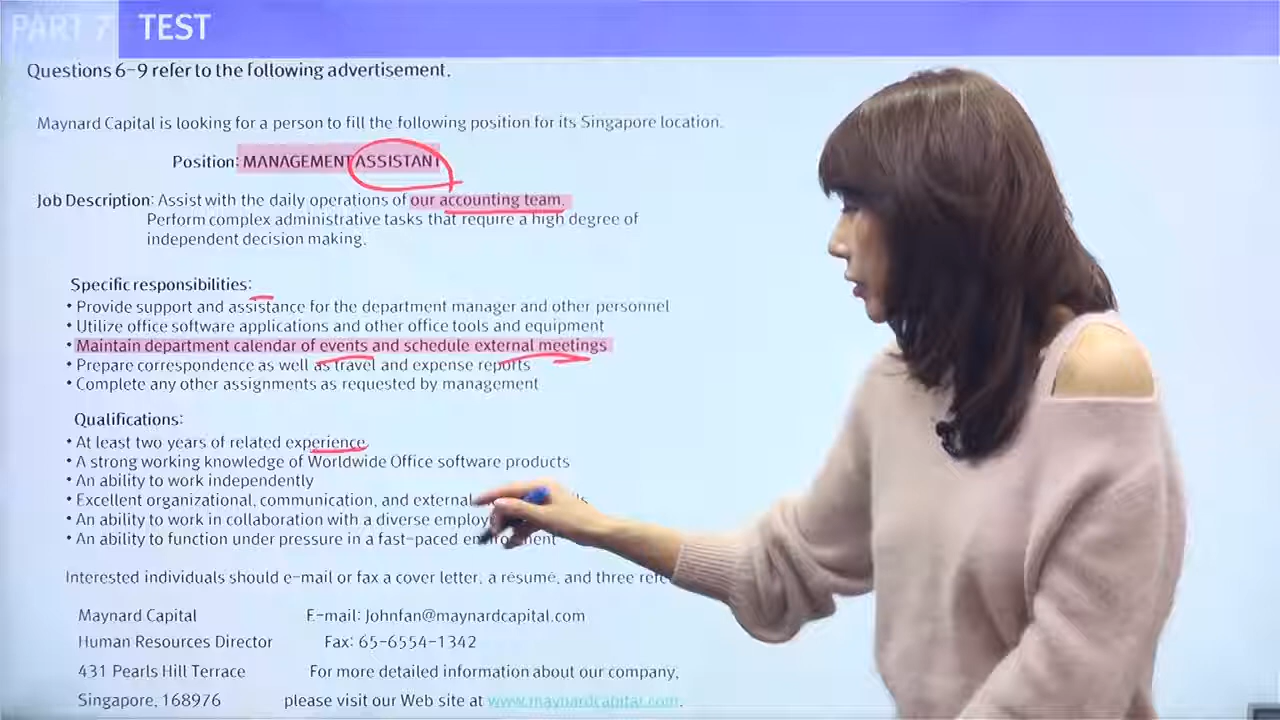 PART 7 TEST
Questions 6-9 refer to the following advertisement.
Maynard Capital is looking for a person to fill the following position for its Singapore location.
Position: MANAGEMENT ASSISTANT
Job Description: Assist with the daily operations of our accounting team.
Perform complex administrative tasks that require a high degree of
independent decision making.
Specific responsibilities:
• Provide support and assistance for the department manager and other personnel
• Utilize office software applications and other office tools and equipment
• Maintain department calendar of events and schedule external meetings
• Prepare correspondence as well as travel and expense reports
• Complete any other assignments as requested by management
Qualifications:
• At least two years of related experience
• A strong working knowledge of Worldwide Office software products
• An ability to work independently
• Excellent organizational, communication, and external
• An ability to work in collaboration with a diverse
• An ability to function under pressure in a fast-paced
Interested individuals should e-mail or fax a cover letter, a résumé, and three
Maynard Capital E-mail: Johnfan@maynardcapital.com
Human Resources Director Fax: 65-6554-1342
431 Pearls Hill Terrace For more detailed information about our company,
Singapore, 168976 please visit our Web site at www.maynardcapital.com.